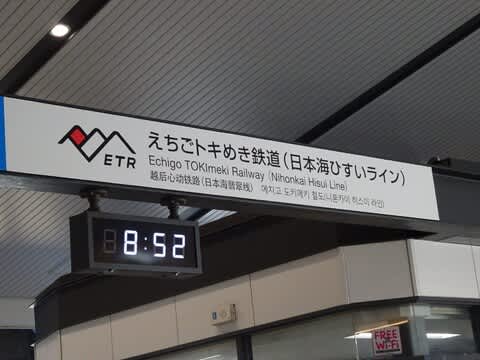 ETR
えちごトキめき鉄道(日本海ひすいライン)
Echigo TOKImeki Railway (Nihonkai Hisui Line)
越后心动铁路(日本海翡翠线) 에치고 도키메키 철도(니혼카이 히스이 라인)
8:52
FREE
Wi-Fi